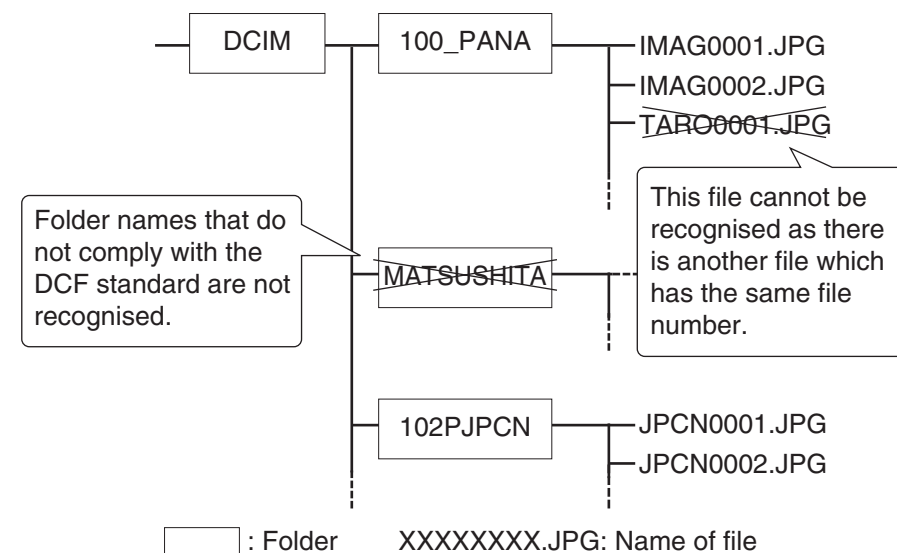 DCIM
100_PANA
IMAG0001.JPG
IMAG0002.JPG
TARO0001.JPG
This file cannot be
recognised as there
is another file which
has the same file
number.
Folder names that do
not comply with the
DCF standard are not
recognised.
MATSUSHITA
102PJPCN
JPCN0001.JPG
JPCN0002.JPG
: Folder
XXXXXXXX.JPG: Name of file